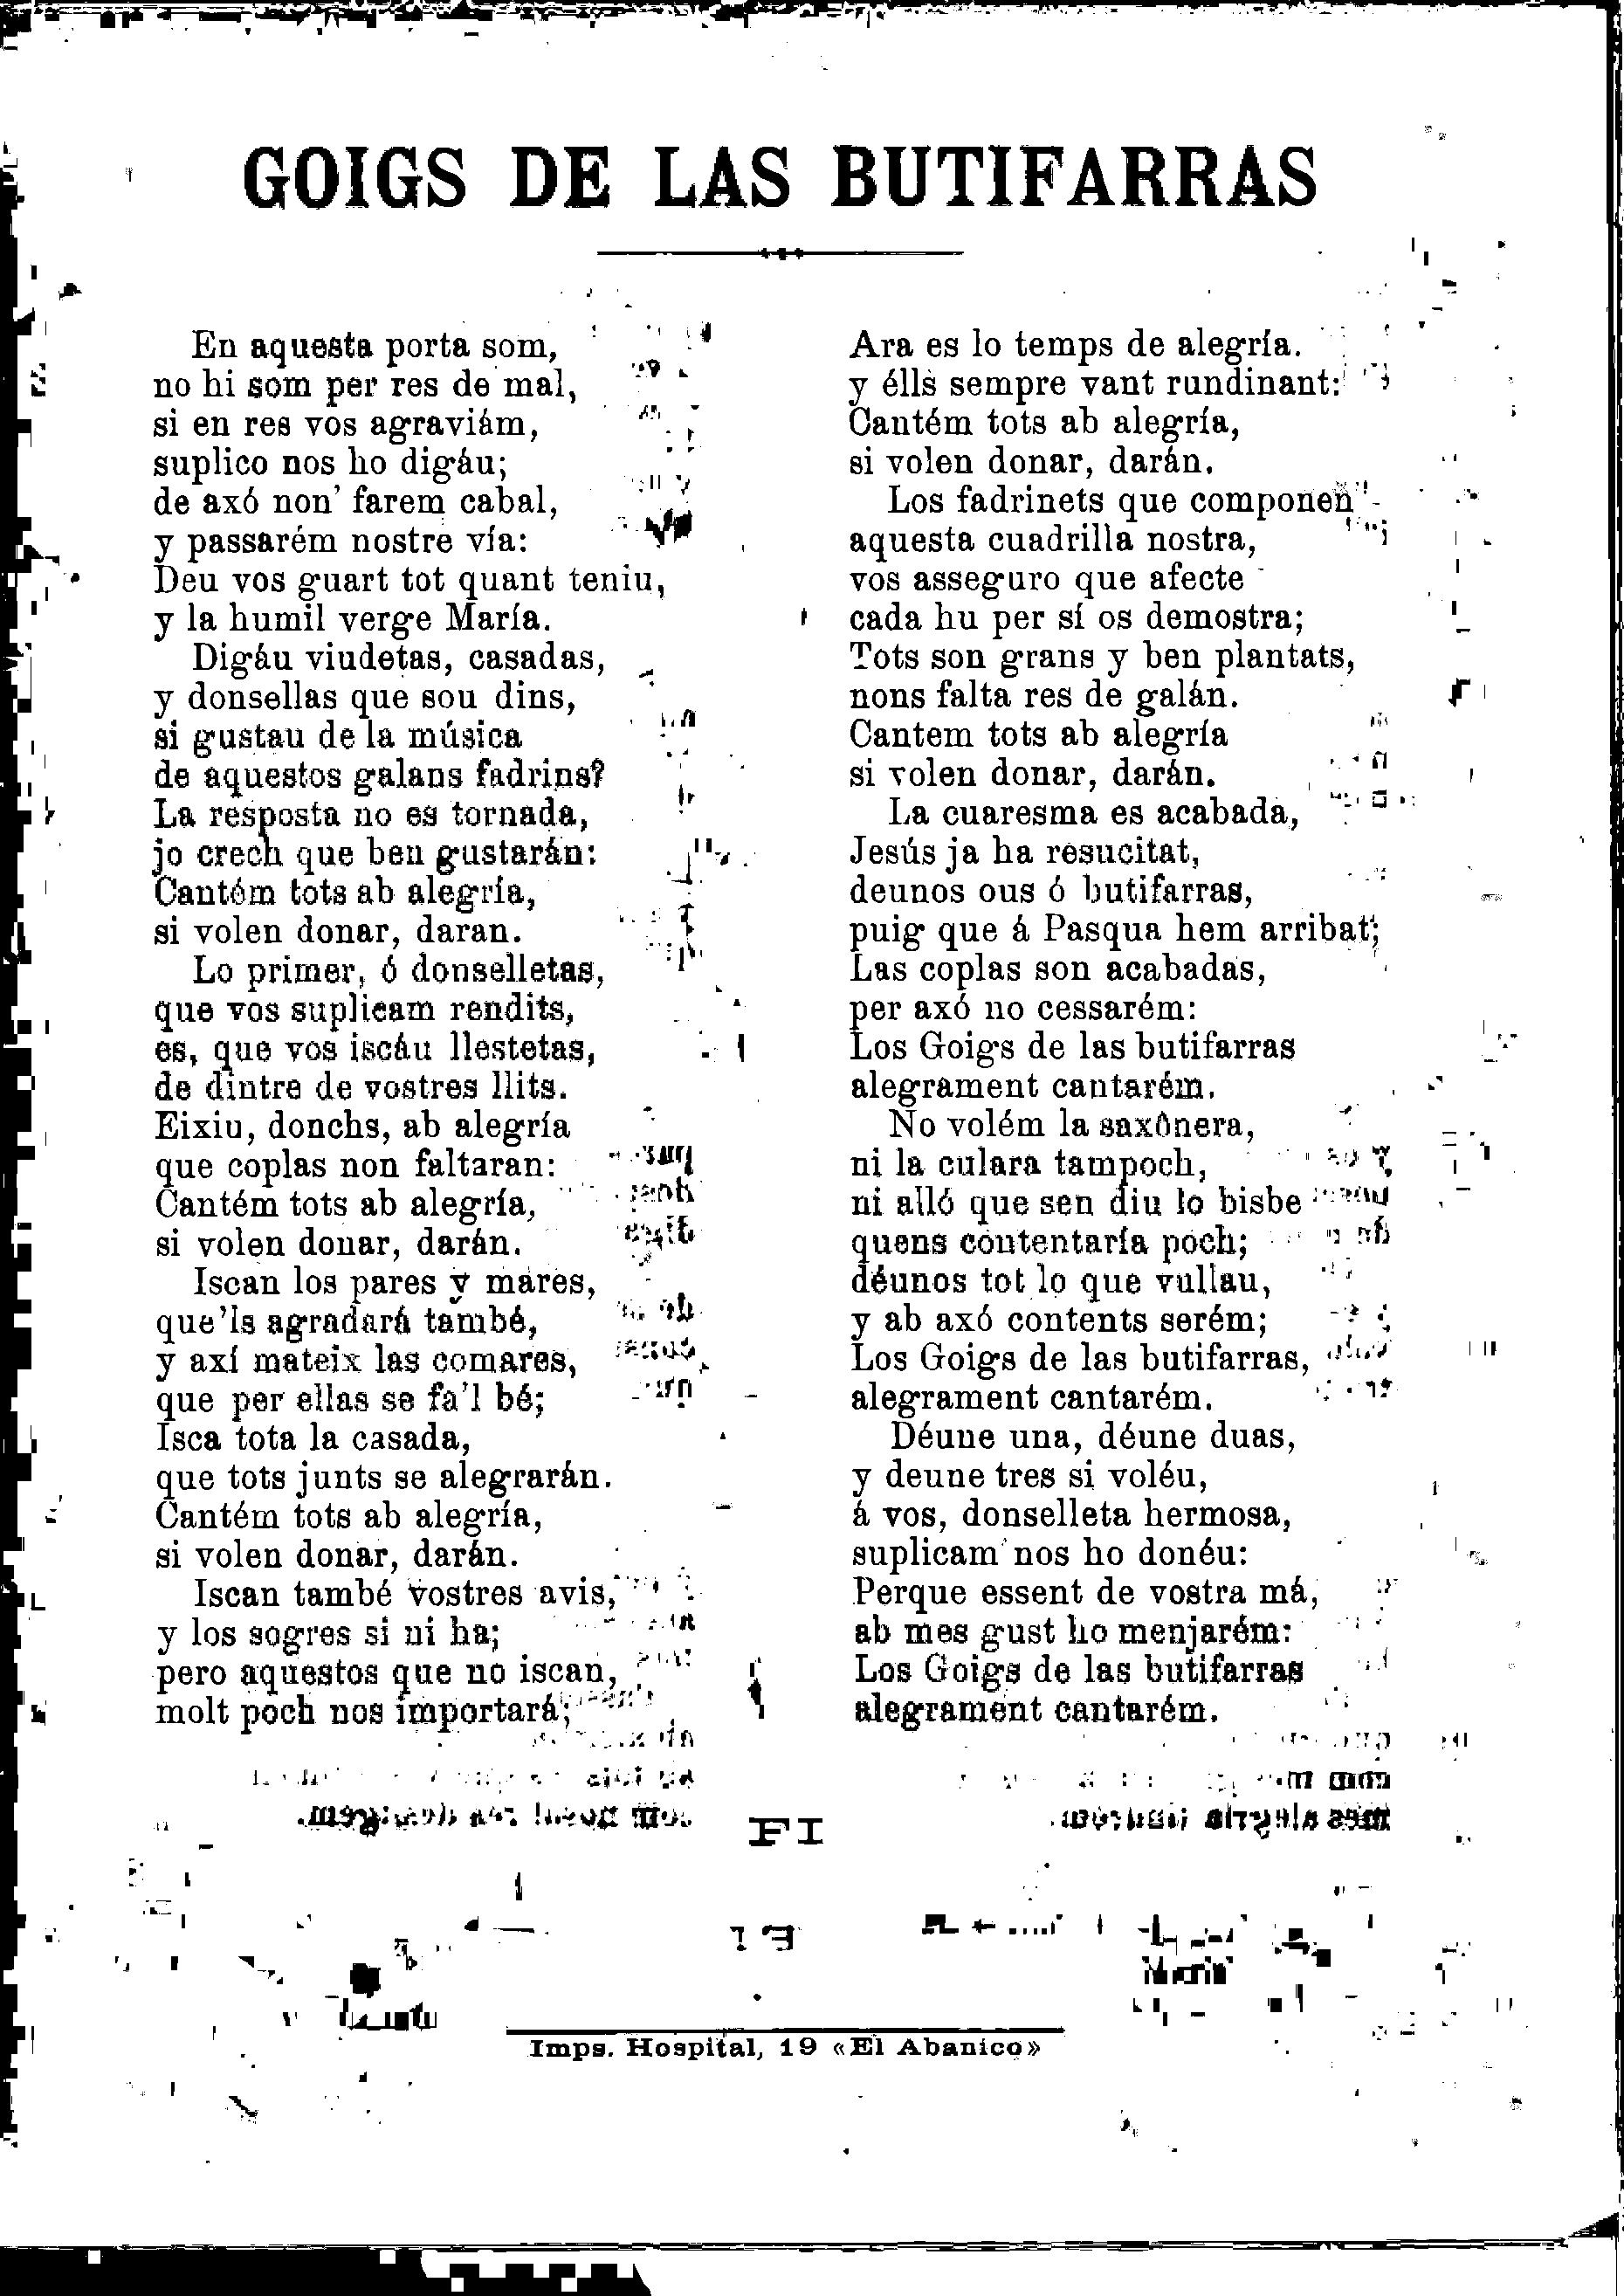 GOIGS DE LAS BUTIFARRAS
En aquesta porta som,
no hi som per res de mal,
si en res vos agraviám,
suplico nos ho digáu;
de axó non' farem cabal,
y passarém nostre vía:
Deu vos guart tot quant teniu,
y la humil verge María.
Digáu viudetas, casadas,
y donsellas que sou dins,
si gustau de la música
de aquestos galans fadrins?
La resposta no es tornada,
jo crech que ben gustarán:
Cantém tots ab alegría,
si volen donar, daran.
Lo primer, ó donselletas,
que vos suplicam rendits,
es, que vos iscáu llestetas,
de dintre de vostres llits.
Eixiu, donchs, ab alegría
que coplas non faltaran:
Cantém tots ab alegría,
si volen donar, darán.
Iscan los pares y mares,
que'ls agradará també,
y axí mateix las comares,
que per ellas se fa'l bé;
Isca tota la casada,
que tots junts se alegrarán.
Cantém tots ab alegría,
si volen donar, darán.
Iscan també vostres avis,
y los sogres si ni ha;
pero aquestos que no iscan,
molt poch nos importará;
Ara es lo temps de alegría.
y élls sempre vant rundinant:
Cantém tots ab alegría,
si volen donar, darán.
Los fadrinets que componen
aquesta cuadrilla nostra,
vos asseguro que afecte
cada hu per sí os demostra;
Tots son grans y ben plantats,
nons falta res de galán.
Cantem tots ab alegría
si volen donar, darán.
La cuaresma es acabada,
Jesús ja ha resucitat,
deunos ous ó butifarras,
puig que á Pasqua hem arribat;
Las coplas son acabadas,
per axó no cessarém:
Los Goigs de las butifarras
alegrament cantarém.
No volém la saxònera,
ni la culara tampoch,
ni alló que sen diu lo bisbe
quens contentaría poch;
déunos tot lo que vullau,
y ab axó contents serém;
Los Goigs de las butifarras,
alegrament cantarém.
Déune una, déune duas,
y deune tres si voléu,
á vos, donselleta hermosa,
suplicam nos ho donéu:
Perque essent de vostra má,
ab mes gust ho menjarém:
Los Goigs de las butifarras
alegrament cantarém.
FI
Imps. Hospital, 19 «El Abanico»